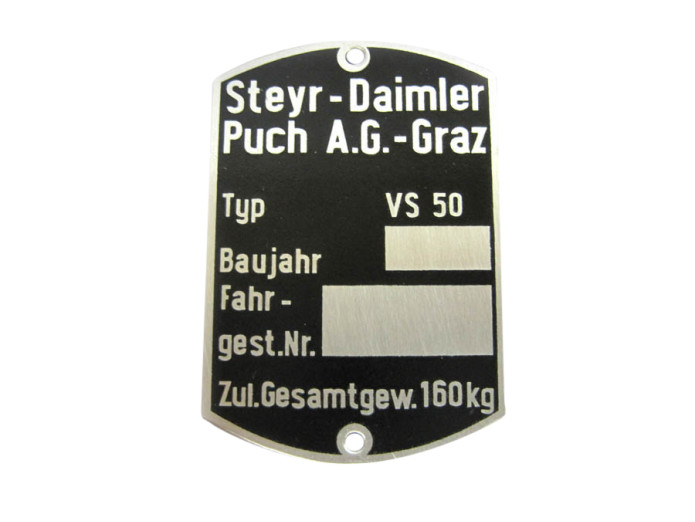 Steyr-Daimler
Puch A.G.-Graz
Typ VS 50
Baujahr
Fahr-
gest.Nr.
Zul.Gesamtgew.160kg